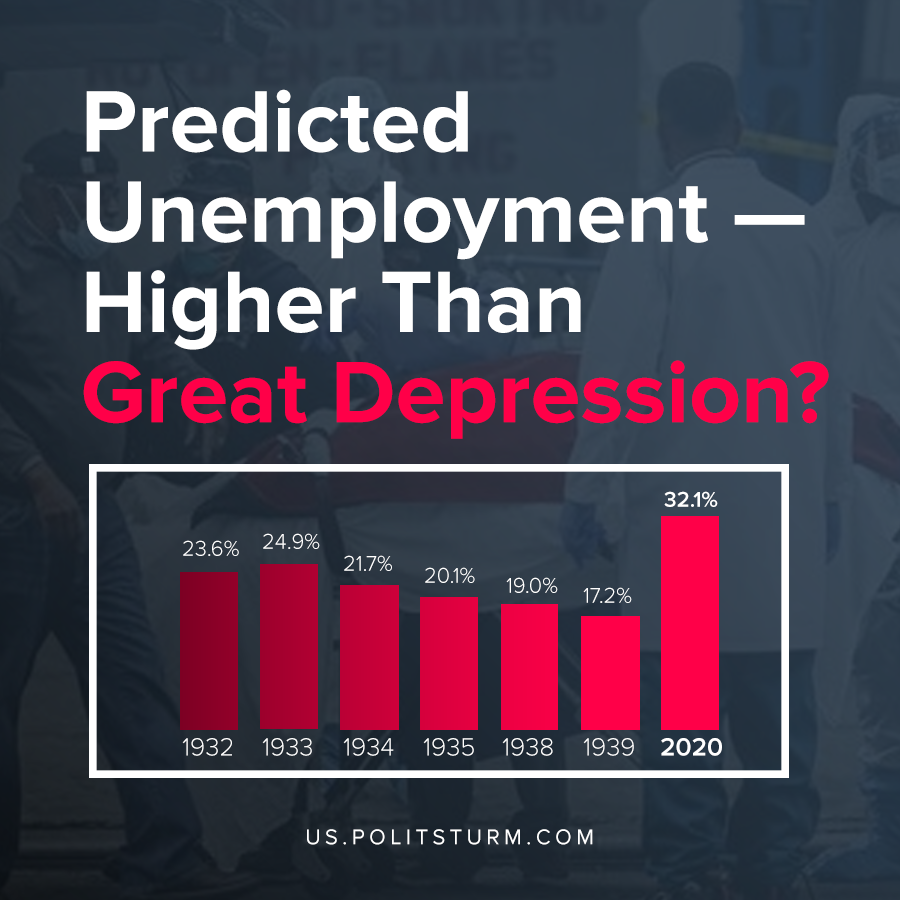 Predicted
Unemployment —
Higher Than
Great Depression?
32.1%
23.6% 24.9% 21.7% 20.1% 19.0% 17.2%
1932 1933 1934 1935 1938 1939 2020
US.POLITSTURM.COM